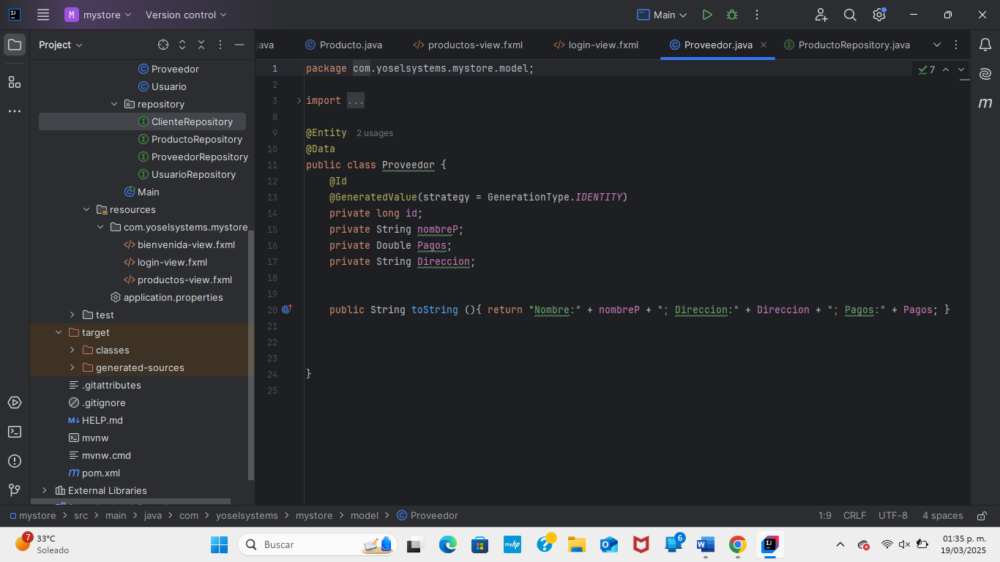 M mystore Version control Main
Project
java Producto.java productos-view.fxml login-view.fxml Proveedor.java ProductoRepository.java
Proveedor
Usuario
repository
ClienteRepository
ProductoRepository
ProveedorRepository
UsuarioRepository
Main
resources
com.yoselsystems.mystore
bienvenida-view.fxml
login-view.fxml
productos-view.fxml
application.properties
test
target
classes
generated-sources
.gitattributes
.gitignore
HELP.md
mvnw
mvnw.cmd
pom.xml
External Libraries
1 package com.yoselsystems.mystore.model; 7
2
3 import ...
8
9 @Entity 2 usages
10 @Data
11 public class Proveedor {
12 @Id
13 @GeneratedValue(strategy = GenerationType.IDENTITY)
14 private long id;
15 private String nombreP;
16 private Double Pagos;
17 private String Direccion;
18
19
20 public String toString (){ return "Nombre:" + nombreP + "; Direccion:" + Direccion + "; Pagos:" + Pagos; }
21
22
23
24 }
25
mystore > src > main > java > com > yoselsystems > mystore > model > Proveedor 1:9 CRLF UTF-8 4 spaces
7 33°C
Soleado
Buscar
6
01:35 p. m.
19/03/2025